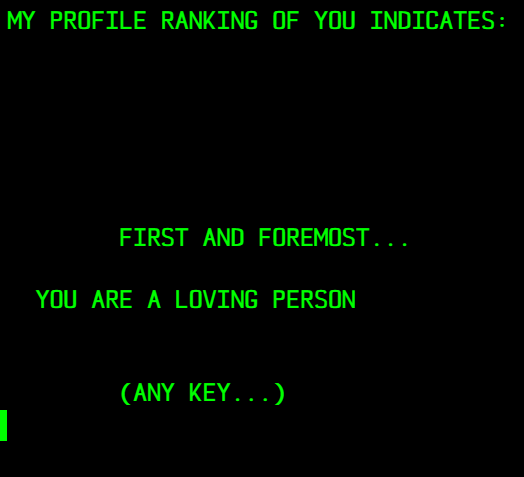 MY PROFILE RANKING OF YOU INDICATES:
FIRST AND FOREMOST...
YOU ARE A LOVING PERSON
(ANY KEY...)